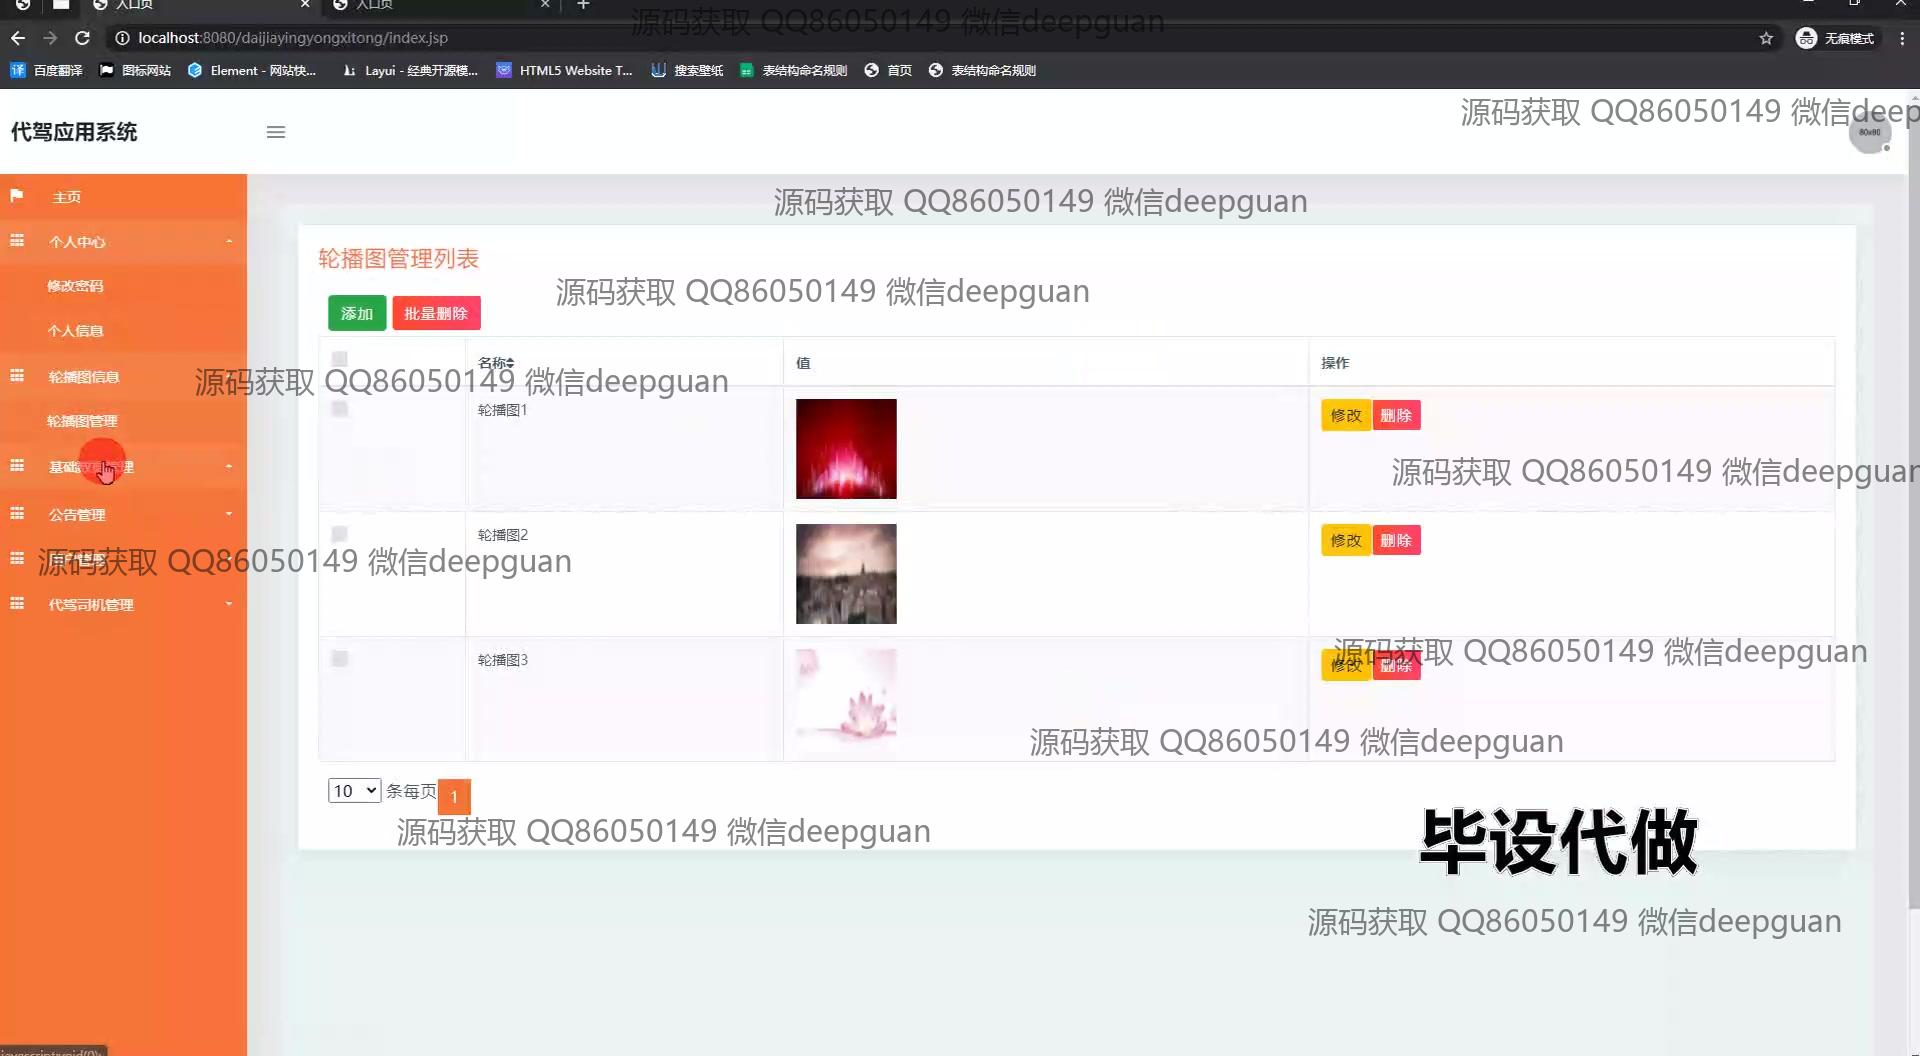 入口页
入口页
源码获取 QQ86050149 微信deepguan
localhost:8080/daijiayingyongxitong/index.jsp
无痕模式
百度翻译
图标网站
Element - 网站快...
Layui - 经典开源模...
HTML5 Website T...
搜索壁纸
表结构命名规则
首页
表结构命名规则
源码获取 QQ86050149 微信deep
代驾应用系统
80x80
主页
源码获取 QQ86050149 微信deepguan
个人中心
轮播图管理列表
修改密码
源码获取 QQ86050149 微信deepguan
添加 批量删除
个人信息
名称 值 操作
轮播图信息
源码获取 QQ86050149 微信deepguan
轮播图1 修改 删除
轮播图管理
基础 管理
源码获取 QQ86050149 微信deepguan
公告管理
轮播图2 修改 删除
源码获取 QQ86050149 微信deepguan
代驾司机管理
源码获取 QQ86050149 微信deepguan
轮播图3 修改 删除
源码获取 QQ86050149 微信deepguan
10 条每页 1
源码获取 QQ86050149 微信deepguan
毕设代做
源码获取 QQ86050149 微信deepguan